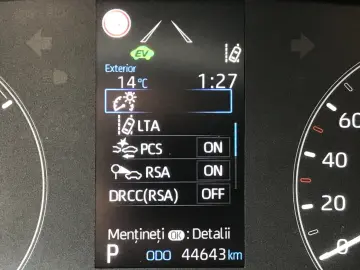 EV
Exterior
14°C 1:27
LTA
PCS ON
RSA ON
DRCC(RSA) OFF
Mențineți OK : Detalii
P ODO 44643 km
60
40
20
0